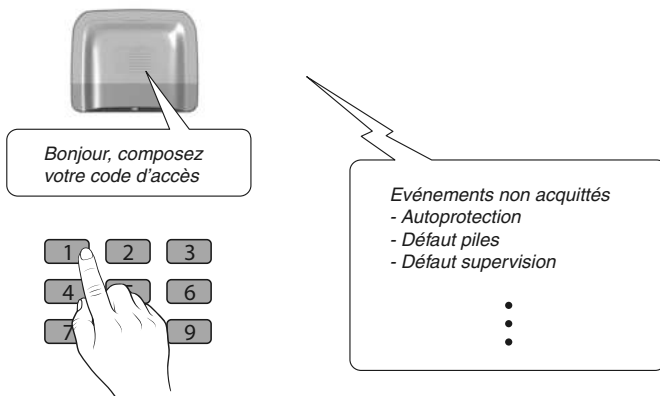 Bonjour, composez
votre code d'accès
Evénements non acquittés
- Autoprotection
- Défaut piles
- Défaut supervision
1 2 3
4 6
7 9